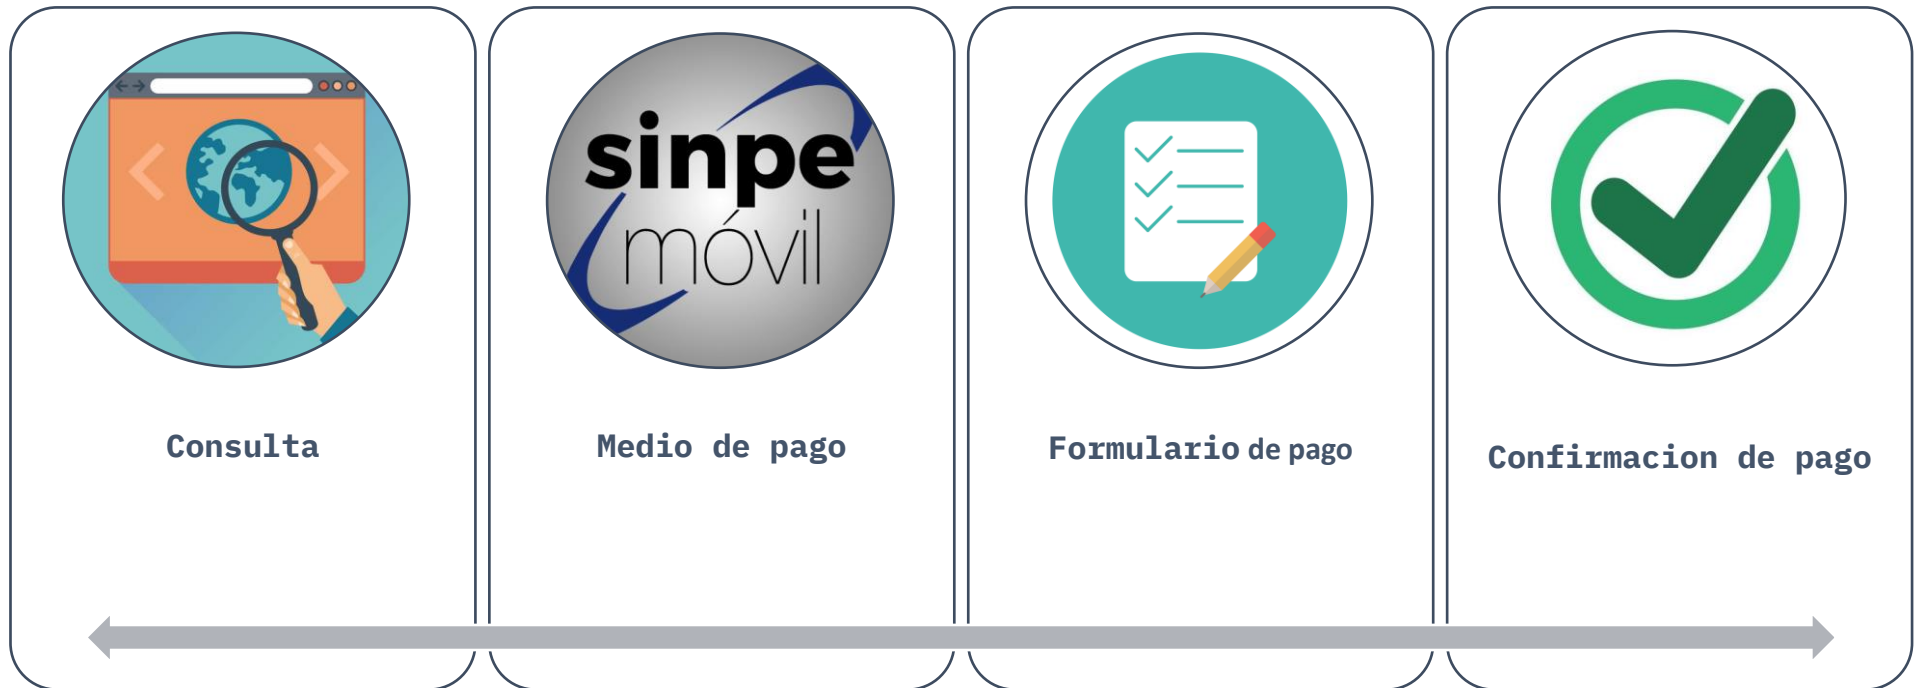 sinpe
móvil
Consulta
Medio de pago
Formulario de pago
Confirmacion de pago